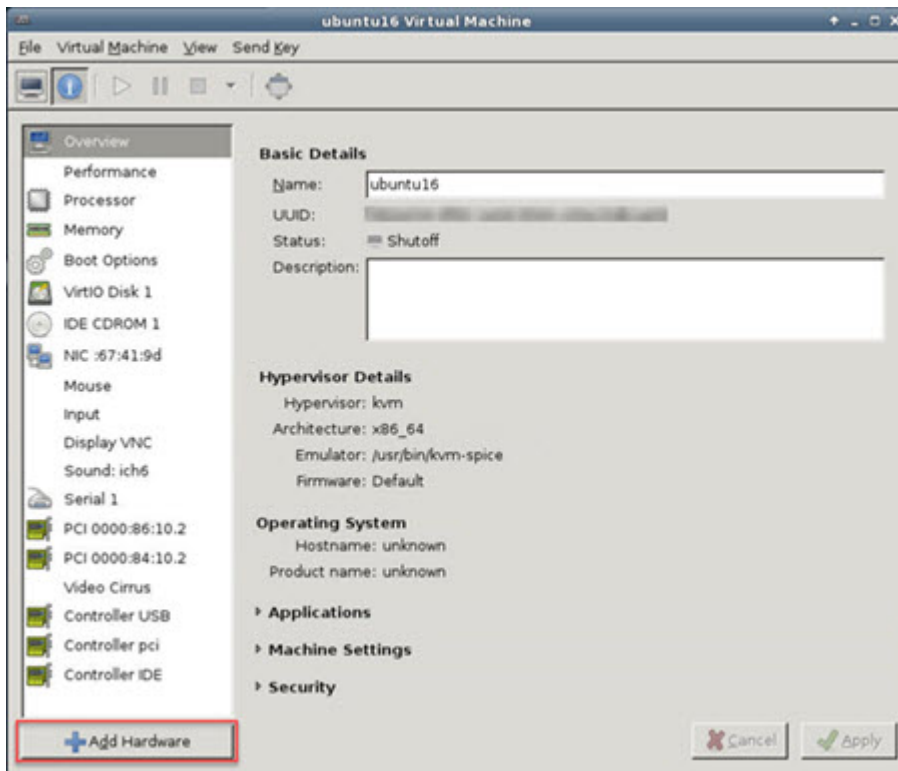 ubuntu16 Virtual Machine
File Virtual Machine View Send Key
Overview
Performance
Processor
Memory
Boot Options
VirtIO Disk 1
IDE CDROM 1
NIC :67:41:9d
Mouse
Input
Display VNC
Sound: ich6
Serial 1
PCI 0000:86:10.2
PCI 0000:84:10.2
Video Cirrus
Controller USB
Controller pci
Controller IDE
Add Hardware
Basic Details
Name: ubuntu16
UUID:
Status: Shutoff
Description:
Hypervisor Details
Hypervisor: kvm
Architecture: x86_64
Emulator: /usr/bin/kvm-spice
Firmware: Default
Operating System
Hostname: unknown
Product name: unknown
Applications
Machine Settings
Security
Cancel Apply